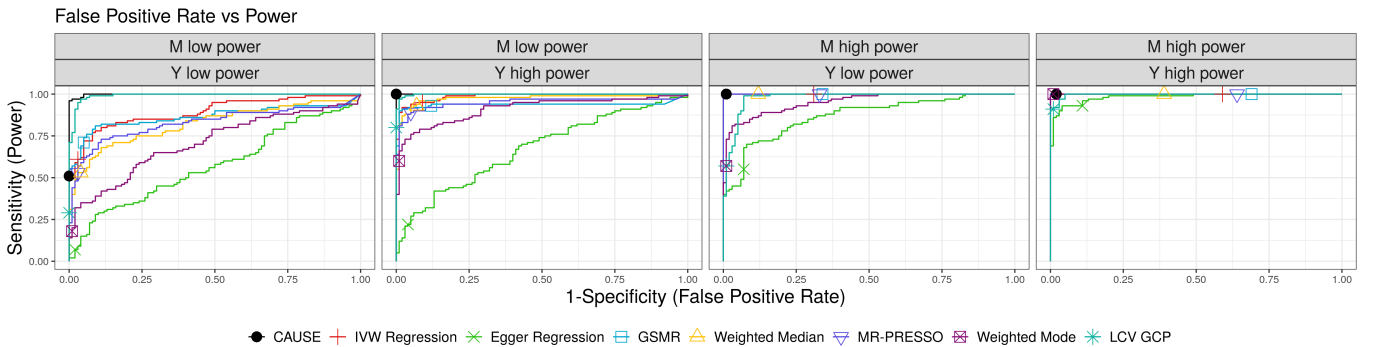 False Positive Rate vs Power
M low power M low power M high power M high power
Y low power Y high power Y low power Y high power
Sensitivity (Power)
1.00
0.75
0.50
0.25
0.00
0.00 0.25 0.50 0.75 1.00 0.00 0.25 0.50 0.75 1.00 0.00 0.25 0.50 0.75 1.00 0.00 0.25 0.50 0.75 1.00
1-Specificity (False Positive Rate)
CAUSE IVW Regression Egger Regression GSMR Weighted Median MR-PRESSO Weighted Mode LCV GCP